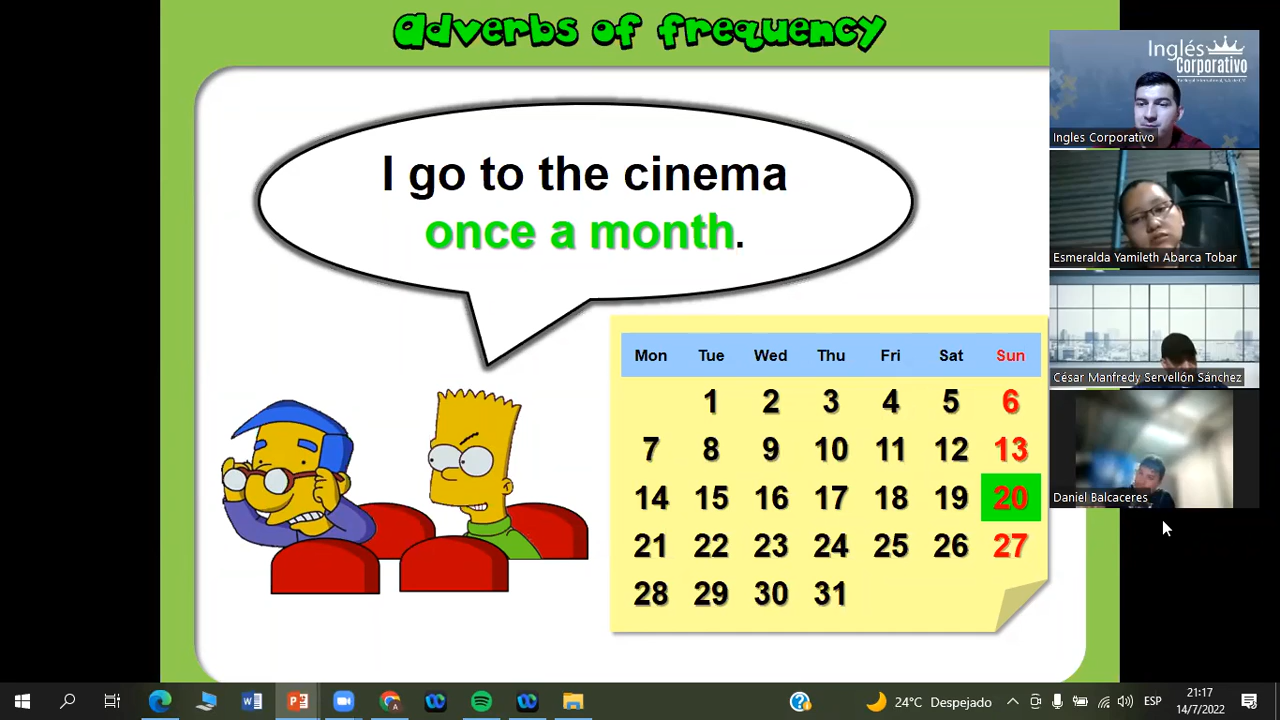 Adverbs of frequency
I go to the cinema
once a month.
Mon Tue Wed Thu Fri Sat Sun
1 2 3 4 5 6
7 8 9 10 11 12 13
14 15 16 17 18 19 20
21 22 23 24 25 26 27
28 29 30 31
Inglés
Corporativo
Ingles Corporativo
Esmeralda Yamileth Abarca Tobar
César Manfredy Servellón Sánchez
Daniel Balcaceres
24°C Despejado
ESP
21:17
14/7/2022